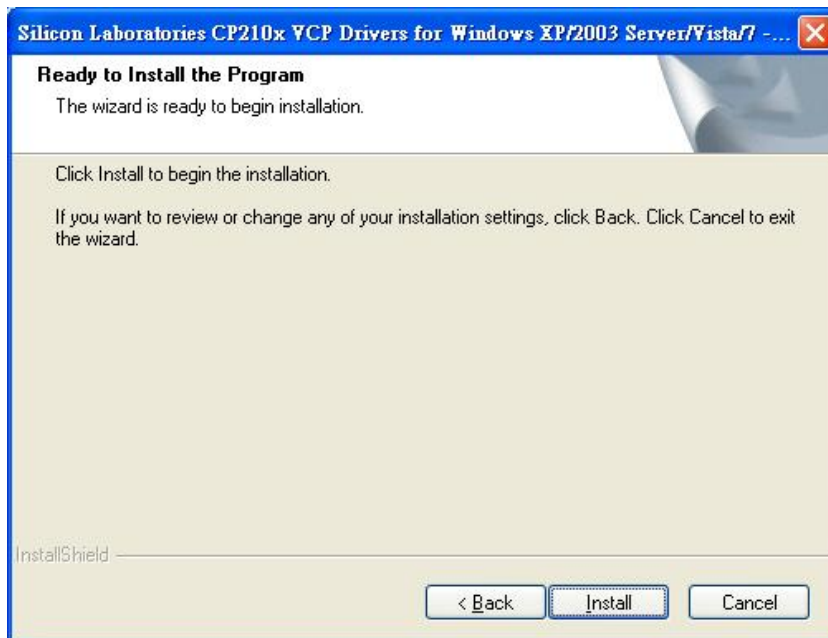 Silicon Laboratories CP210x VCP Drivers for Windows XP/2003 Server/Vista/7 -...
Ready to Install the Program
The wizard is ready to begin installation.
Click Install to begin the installation.
If you want to review or change any of your installation settings, click Back. Click Cancel to exit
the wizard.
InstallShield
< Back
Install
Cancel